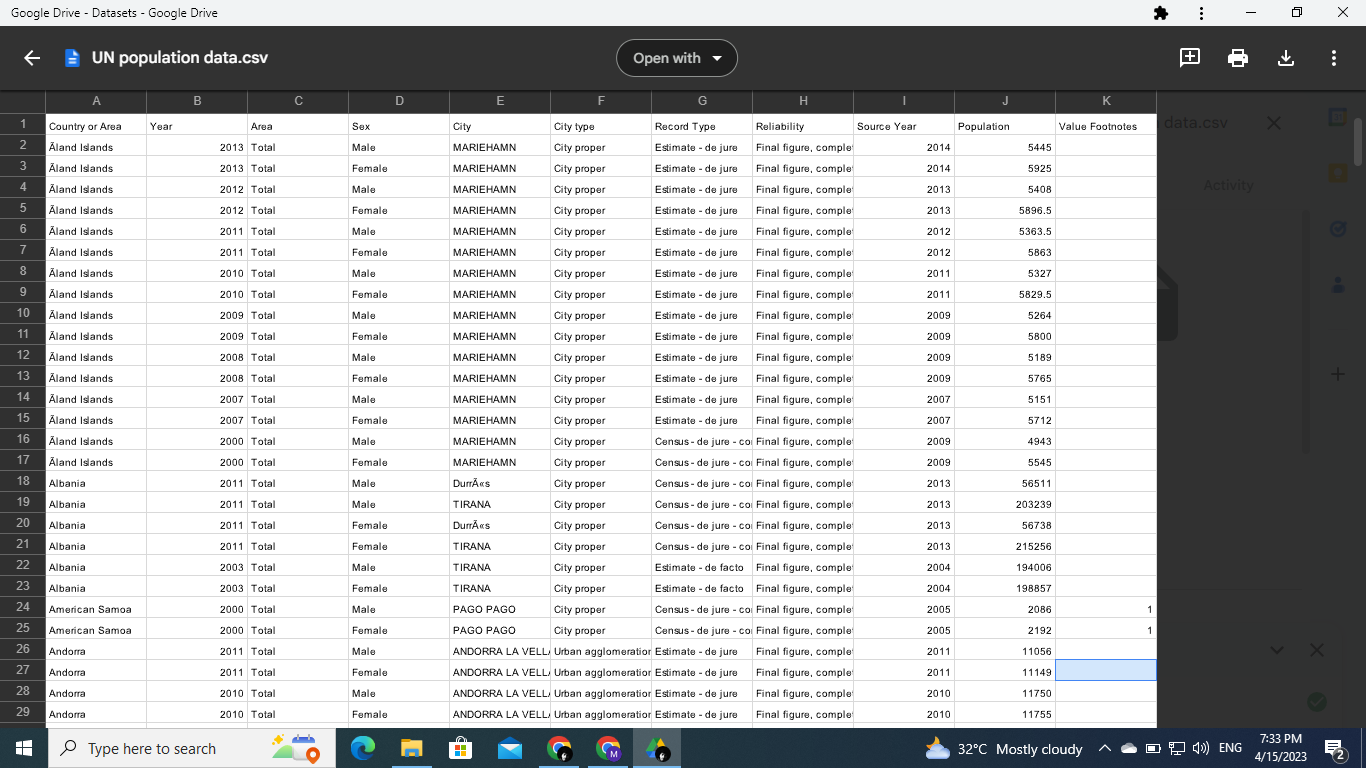 Google Drive - Datasets - Google Drive
UN population data.csv
Open with
A B C D E F G H I J K
1 Country or Area Year Area Sex City City type Record Type Reliability Source Year Population Value Footnotes
2 Ãland Islands 2013 Total Male MARIEHAMN City proper Estimate - de jure Final figure, comple 2014 5445
3 Ãland Islands 2013 Total Female MARIEHAMN City proper Estimate - de jure Final figure, comple 2014 5925
4 Ãland Islands 2012 Total Male MARIEHAMN City proper Estimate - de jure Final figure, comple 2013 5408
5 Ãland Islands 2012 Total Female MARIEHAMN City proper Estimate - de jure Final figure, comple 2013 5896.5
6 Ãland Islands 2011 Total Male MARIEHAMN City proper Estimate - de jure Final figure, comple 2012 5363.5
7 Ãland Islands 2011 Total Female MARIEHAMN City proper Estimate - de jure Final figure, comple 2012 5863
8 Ãland Islands 2010 Total Male MARIEHAMN City proper Estimate - de jure Final figure, comple 2011 5327
9 Ãland Islands 2010 Total Female MARIEHAMN City proper Estimate - de jure Final figure, comple 2011 5829.5
10 Ãland Islands 2009 Total Male MARIEHAMN City proper Estimate - de jure Final figure, comple 2009 5264
11 Ãland Islands 2009 Total Female MARIEHAMN City proper Estimate - de jure Final figure, comple 2009 5800
12 Ãland Islands 2008 Total Male MARIEHAMN City proper Estimate - de jure Final figure, comple 2009 5189
13 Ãland Islands 2008 Total Female MARIEHAMN City proper Estimate - de jure Final figure, comple 2009 5765
14 Ãland Islands 2007 Total Male MARIEHAMN City proper Estimate - de jure Final figure, comple 2007 5151
15 Ãland Islands 2007 Total Female MARIEHAMN City proper Estimate - de jure Final figure, comple 2007 5712
16 Ãland Islands 2000 Total Male MARIEHAMN City proper Census - de jure - co Final figure, comple 2009 4943
17 Ãland Islands 2000 Total Female MARIEHAMN City proper Census - de jure - co Final figure, comple 2009 5545
18 Albania 2011 Total Male DurrÃ«s City proper Census - de jure - co Final figure, comple 2013 56511
19 Albania 2011 Total Male TIRANA City proper Census - de jure - co Final figure, comple 2013 203239
20 Albania 2011 Total Female DurrÃ«s City proper Census - de jure - co Final figure, comple 2013 56738
21 Albania 2011 Total Female TIRANA City proper Census - de jure - co Final figure, comple 2013 215256
22 Albania 2003 Total Male TIRANA City proper Estimate - de facto Final figure, comple 2004 194006
23 Albania 2003 Total Female TIRANA City proper Estimate - de facto Final figure, comple 2004 198857
24 American Samoa 2000 Total Male PAGO PAGO City proper Census - de jure - co Final figure, comple 2005 2086 1
25 American Samoa 2000 Total Female PAGO PAGO City proper Census - de jure - co Final figure, comple 2005 2192 1
26 Andorra 2011 Total Male ANDORRA LA VELL Urban agglomeration Estimate - de jure Final figure, comple 2011 11056
27 Andorra 2011 Total Female ANDORRA LA VELL Urban agglomeration Estimate - de jure Final figure, comple 2011 11149
28 Andorra 2010 Total Male ANDORRA LA VELL Urban agglomeration Estimate - de jure Final figure, comple 2010 11750
29 Andorra 2010 Total Female ANDORRA LA VELL Urban agglomeration Estimate - de jure Final figure, comple 2010 11755
data.csv
Activity
Type here to search
M
32°C Mostly cloudy
ENG
7:33 PM
4/15/2023
2